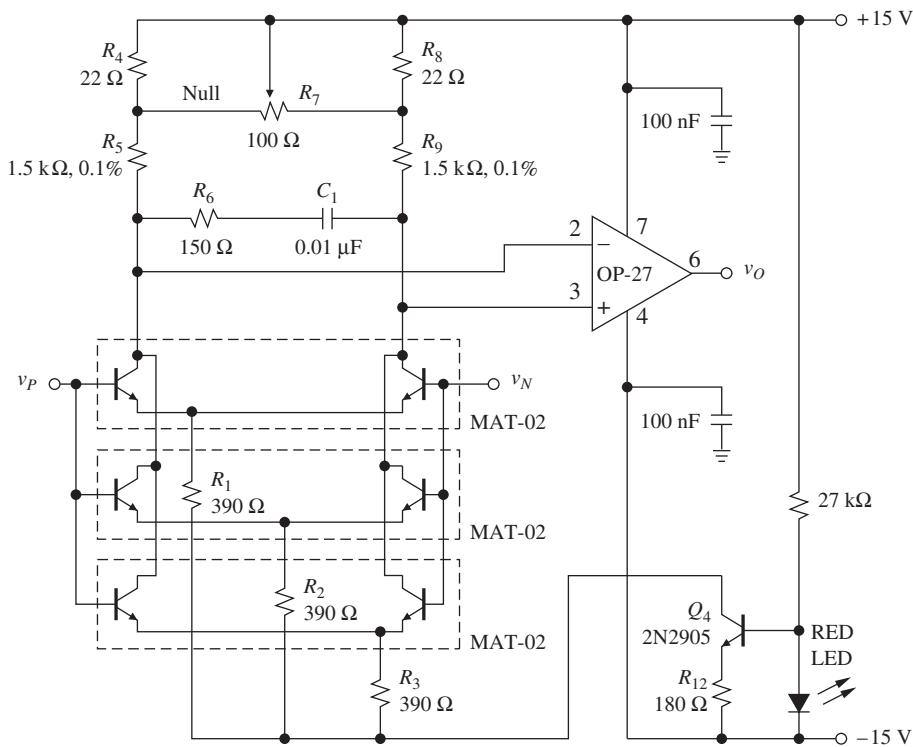 +15 V
R4
22 Ω
R8
22 Ω
Null
R7
100 Ω
100 nF
R5
1.5 kΩ, 0.1%
R9
1.5 kΩ, 0.1%
R6
150 Ω
C1
0.01 μF
2
−
7
OP-27
6
vO
3
+
4
vP
vN
MAT-02
100 nF
R1
390 Ω
MAT-02
27 kΩ
R2
390 Ω
MAT-02
Q4
2N2905
RED
LED
R3
390 Ω
R12
180 Ω
−15 V